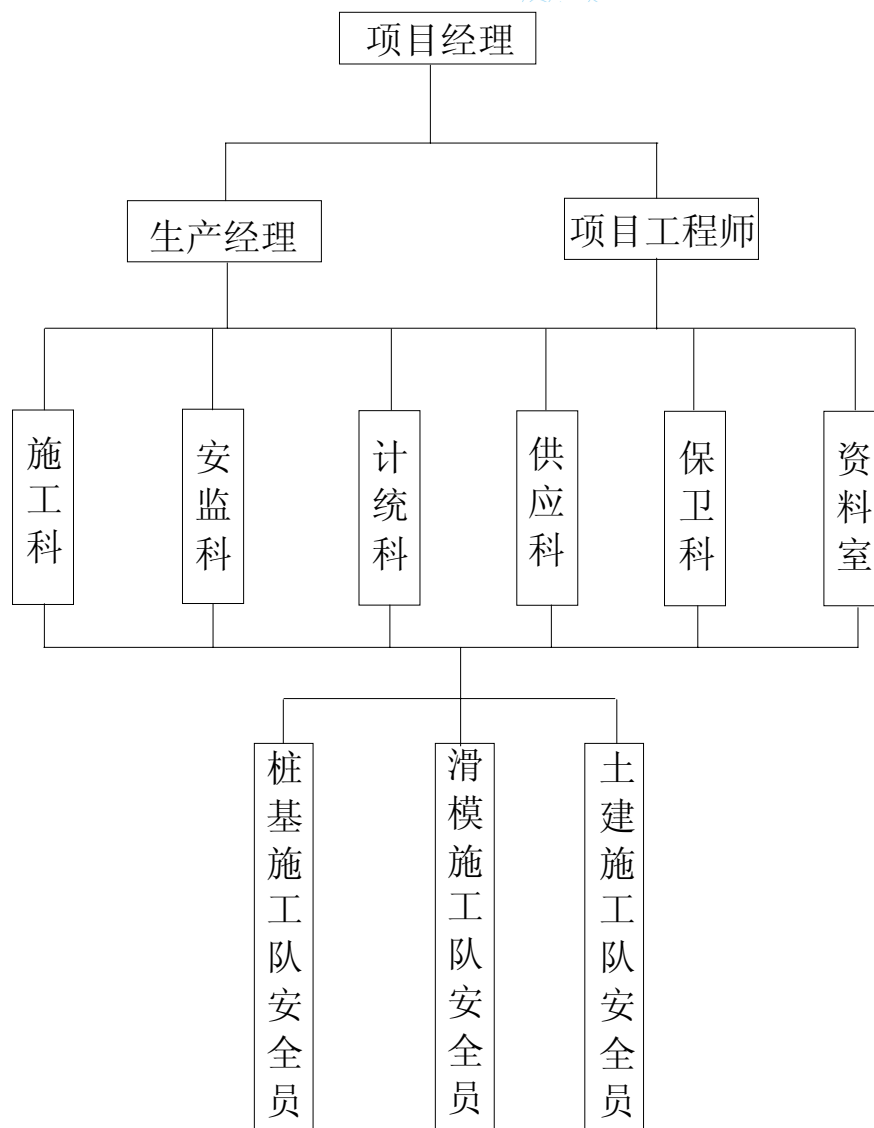 项目经理
生产经理
项目工程师
施工科
安监科
计统科
供应科
保卫科
资料室
桩基施工队安全员
滑模施工队安全员
土建施工队安全员